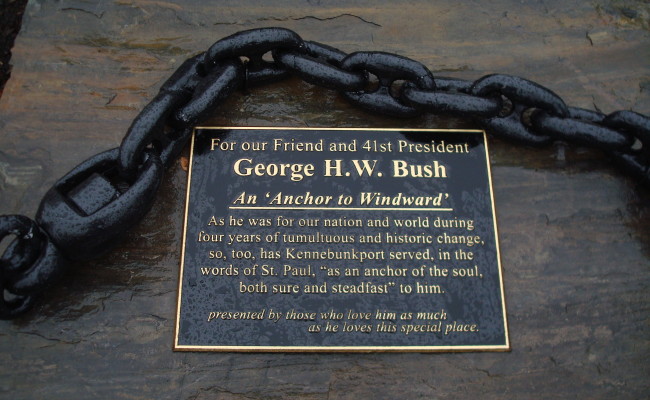 For our Friend and 41st President
George H.W. Bush
An 'Anchor to Windward'
As he was for our nation and world during
four years of tumultuous and historic change,
so, too, has Kennebunkport served, in the
words of St. Paul, "as an anchor of the soul,
both sure and steadfast" to him.
presented by those who love him as much
as he loves this special place.